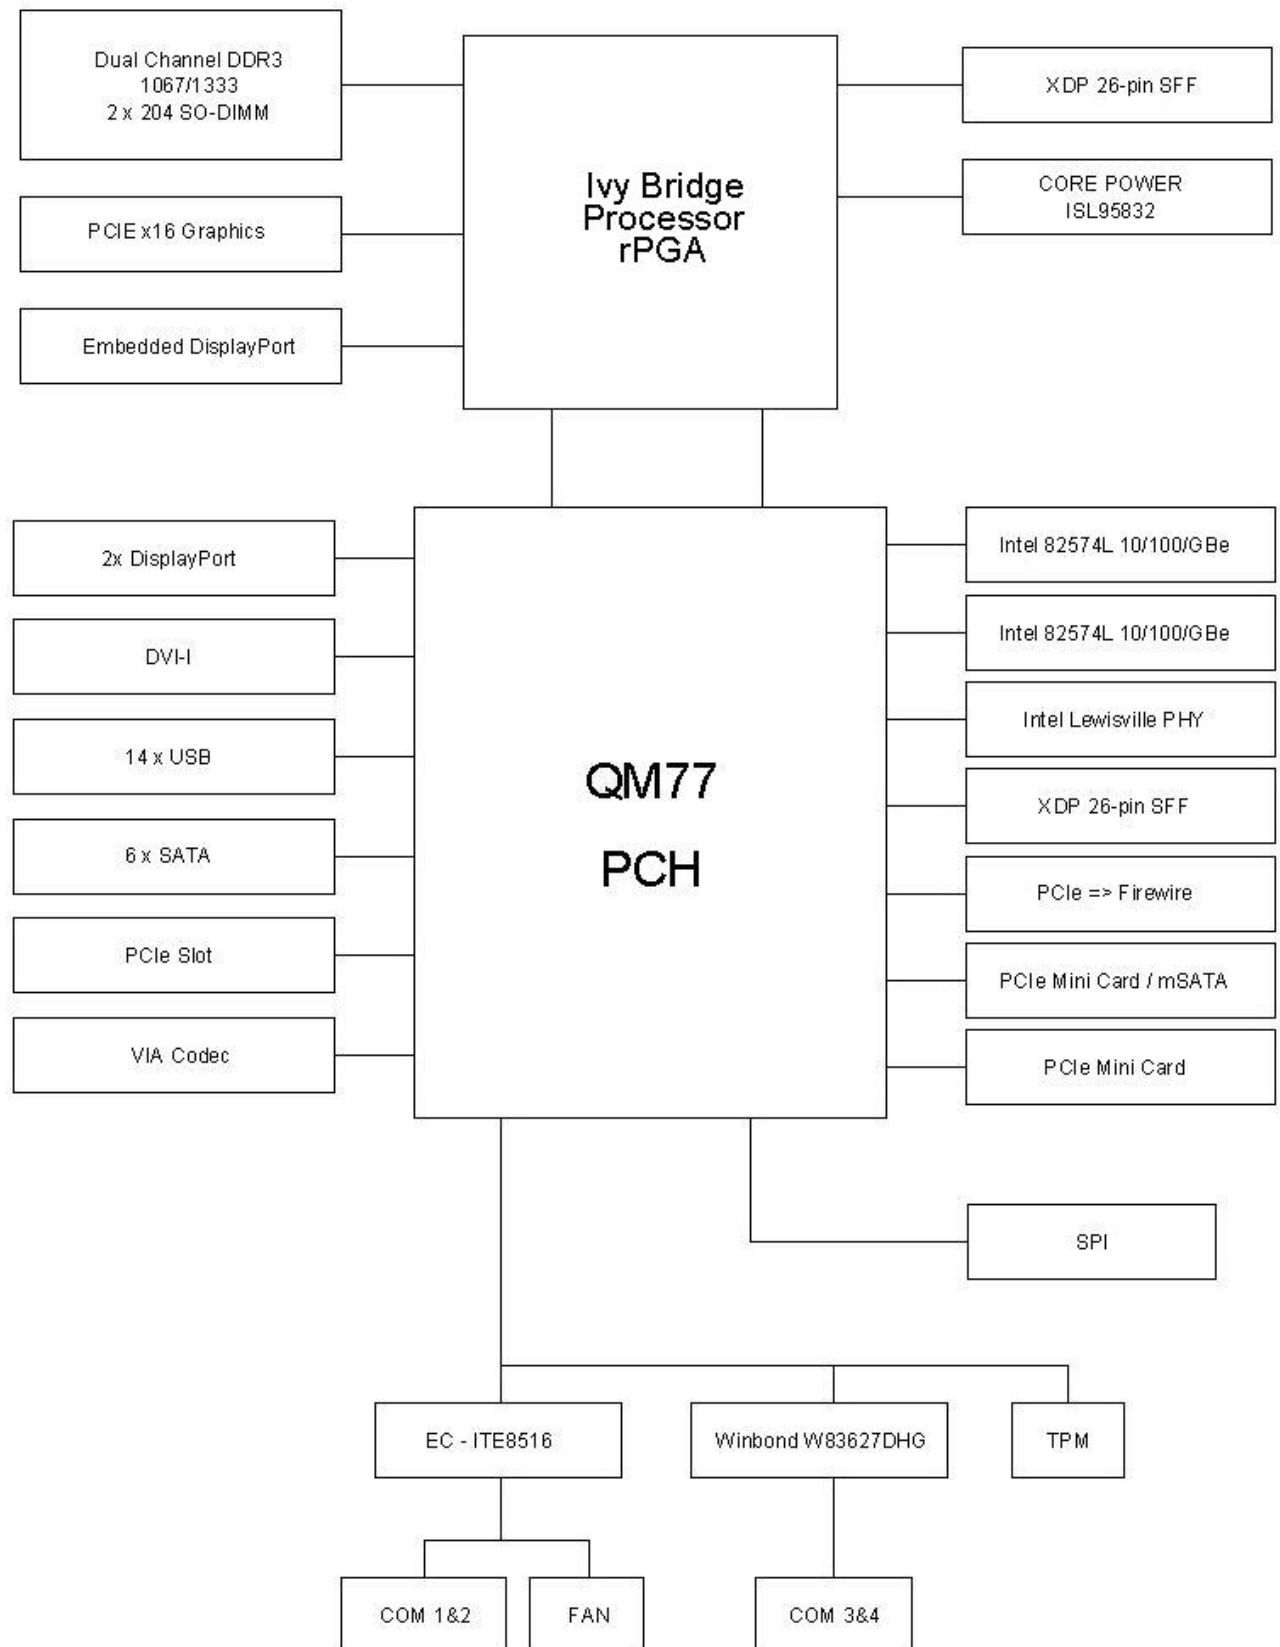 Dual Channel DDR3
1067/1333
2 x 204 SO-DIMM
PCIE x16 Graphics
Embedded DisplayPort
Ivy Bridge
Processor
rPGA
XDP 26-pin SFF
CORE POWER
ISL95832
2x DisplayPort
DVI-I
14 x USB
6 x SATA
PCIe Slot
VIA Codec
QM77
PCH
Intel 82574L 10/100/GBe
Intel 82574L 10/100/GBe
Intel Lewisville PHY
XDP 26-pin SFF
PCIe => Firewire
PCIe Mini Card / mSATA
PCIe Mini Card
SPI
EC - ITE8516
Winbond W83627DHG
TPM
COM 1&2
FAN
COM 3&4